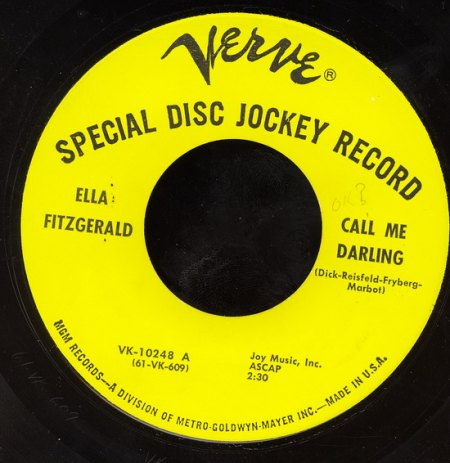 VERVE®
SPECIAL DISC JOCKEY RECORD
ELLA
FITZGERALD
OK?
CALL ME
DARLING
(Dick-Reisfeld-Fryberg-
Marbot)
VK-10248 A
(61-VK-609)
Joy Music, Inc.
ASCAP
2:30
MGM RECORDS—A DIVISION OF METRO-GOLDWYN-MAYER INC.—MADE IN U.S.A.